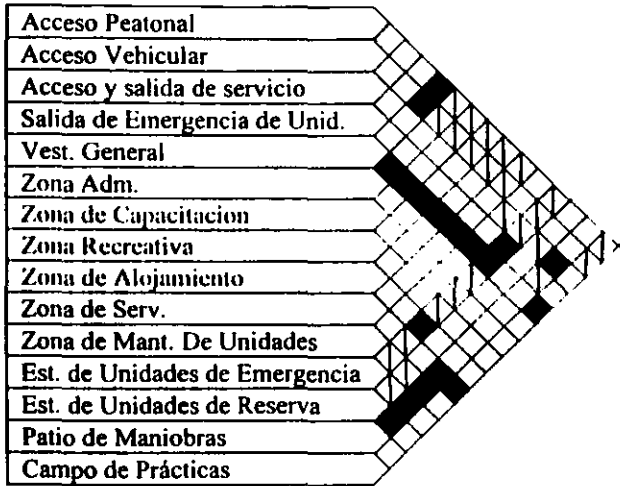 Acceso Peatonal
Acceso Vehicular
Acceso y salida de servicio
Salida de Emergencia de Unid.
Vest. General
Zona Adm.
Zona de Capacitacion
Zona Recreativa
Zona de Alojamiento
Zona de Serv.
Zona de Mant. De Unidades
Est. de Unidades de Emergencia
Est. de Unidades de Reserva
Patio de Maniobras
Campo de Prácticas